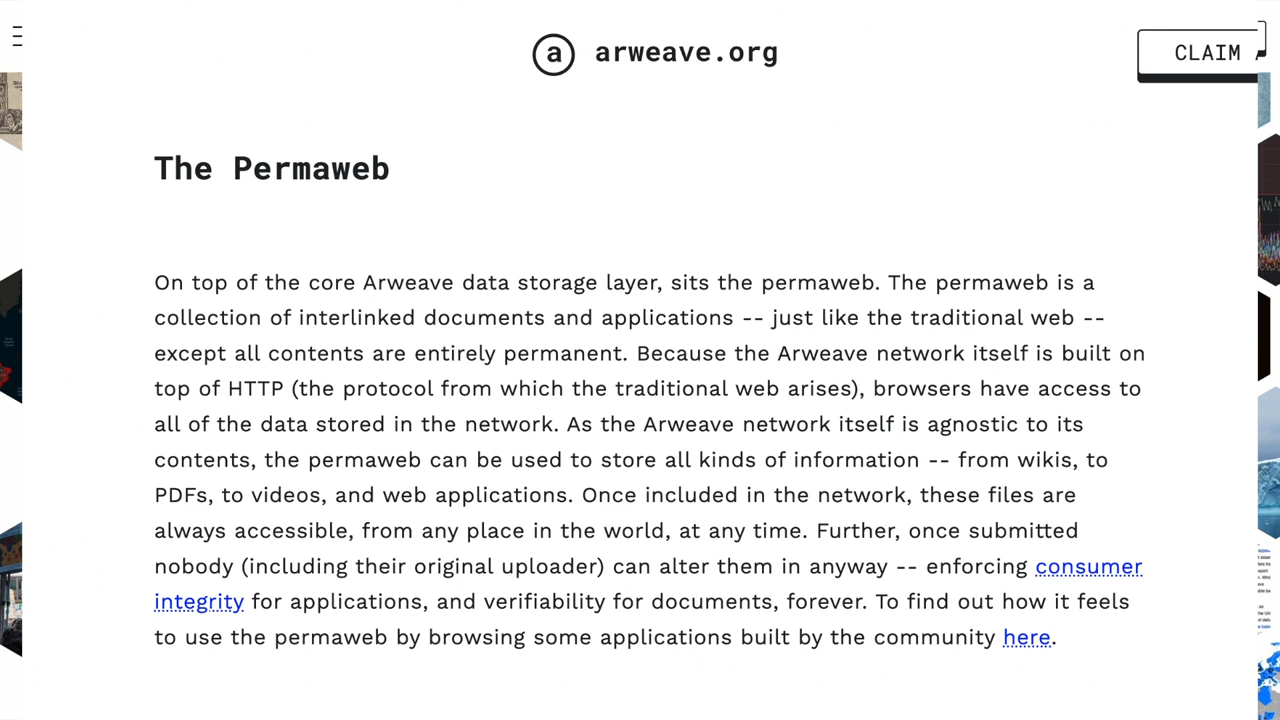 a arweave.org
CLAIM
The Permaweb
On top of the core Arweave data storage layer, sits the permaweb. The permaweb is a
collection of interlinked documents and applications -- just like the traditional web --
except all contents are entirely permanent. Because the Arweave network itself is built on
top of HTTP (the protocol from which the traditional web arises), browsers have access to
all of the data stored in the network. As the Arweave network itself is agnostic to its
contents, the permaweb can be used to store all kinds of information -- from wikis, to
PDFs, to videos, and web applications. Once included in the network, these files are
always accessible, from any place in the world, at any time. Further, once submitted
nobody (including their original uploader) can alter them in anyway -- enforcing consumer
integrity for applications, and verifiability for documents, forever. To find out how it feels
to use the permaweb by browsing some applications built by the community here.